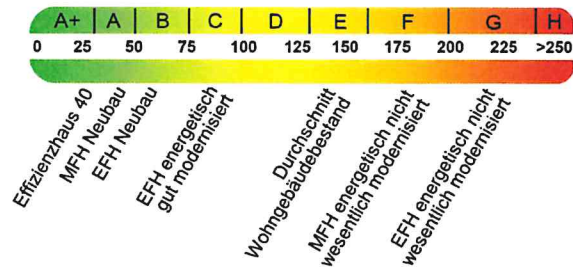 A+ A B C D E F G H
0 25 50 75 100 125 150 175 200 225 >250
Effizienzhaus 40
MFH Neubau
EFH Neubau
EFH energetisch
gut modernisiert
Durchschnitt
Wohngebäudebestand
MFH energetisch nicht
wesentlich modernisiert
EFH energetisch nicht
wesentlich modernisiert